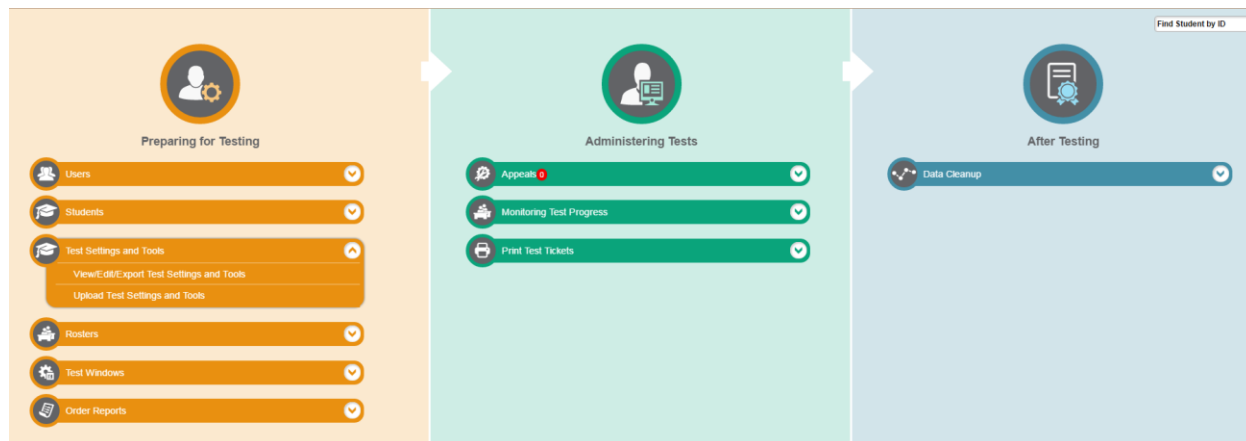 Find Student by ID
Preparing for Testing
Users
Students
Test Settings and Tools
View/Edit/Export Test Settings and Tools
Upload Test Settings and Tools
Rosters
Test Windows
Order Reports
Administering Tests
Appeals 0
Monitoring Test Progress
Print Test Tickets
After Testing
Data Cleanup